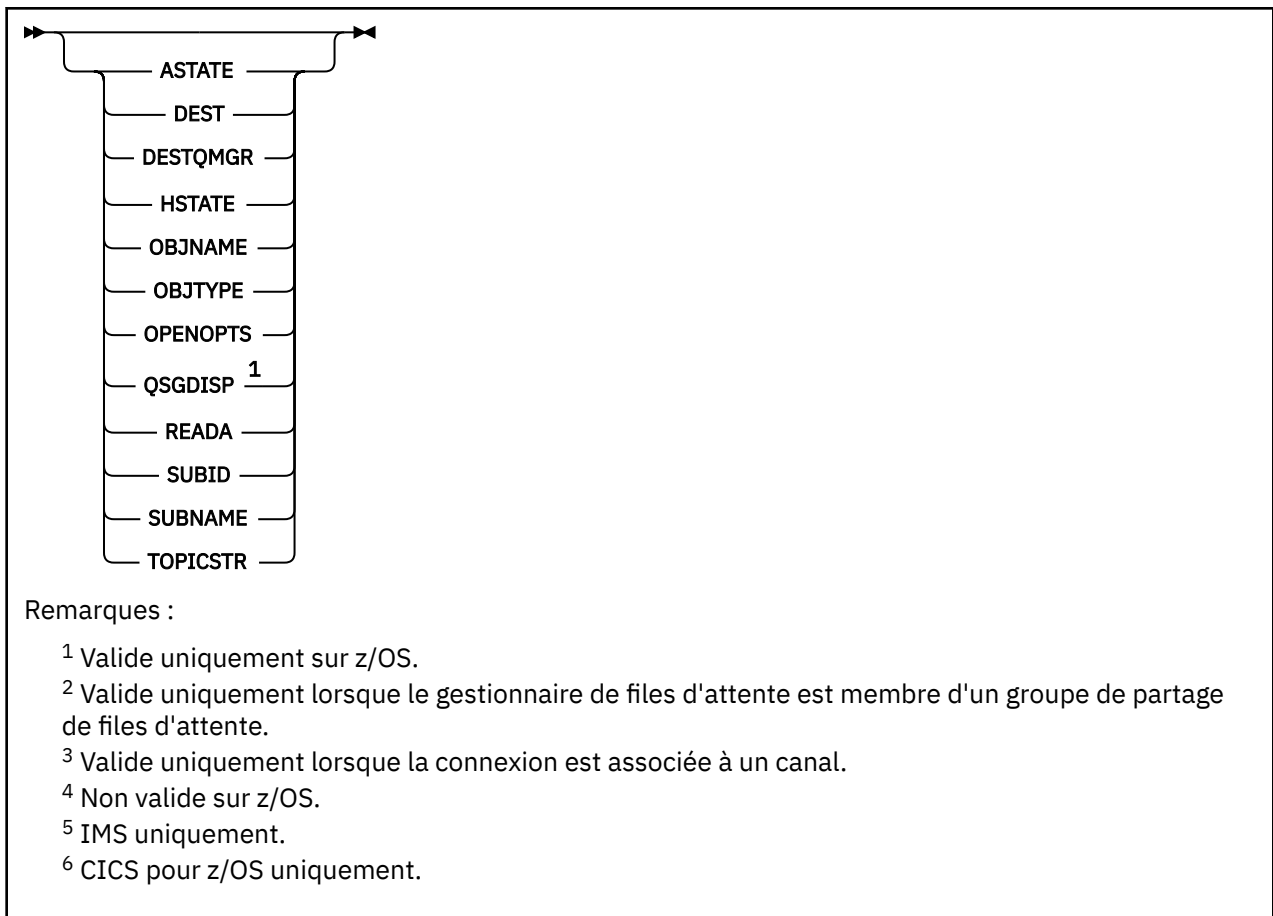 ASTATE
DEST
DESTQMGR
HSTATE
OBJNAME
OBJTYPE
OPENOPTS
QSGDISP 1
READA
SUBID
SUBNAME
TOPICSTR
Remarques :
1 Valide uniquement sur z/OS.
2 Valide uniquement lorsque le gestionnaire de files d'attente est membre d'un groupe de partage
de files d'attente.
3 Valide uniquement lorsque la connexion est associée à un canal.
4 Non valide sur z/OS.
5 IMS uniquement.
6 CICS pour z/OS uniquement.